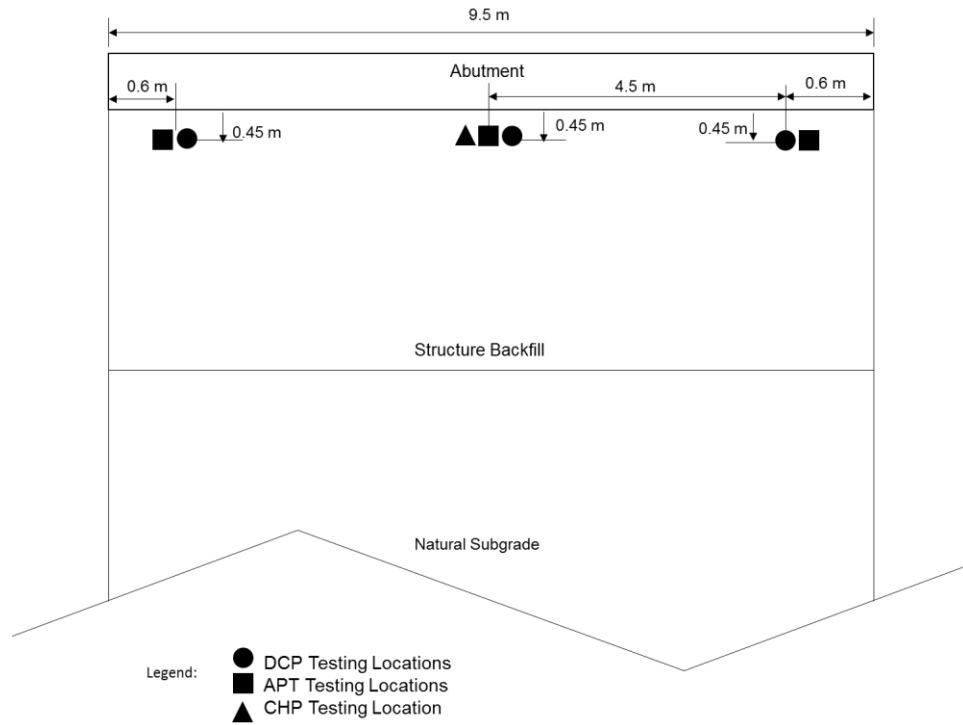 9.5 m
Abutment
0.6 m
4.5 m
0.6 m
0.45 m
0.45 m
0.45 m
Structure Backfill
Natural Subgrade
Legend:
DCP Testing Locations
APT Testing Locations
CHP Testing Location